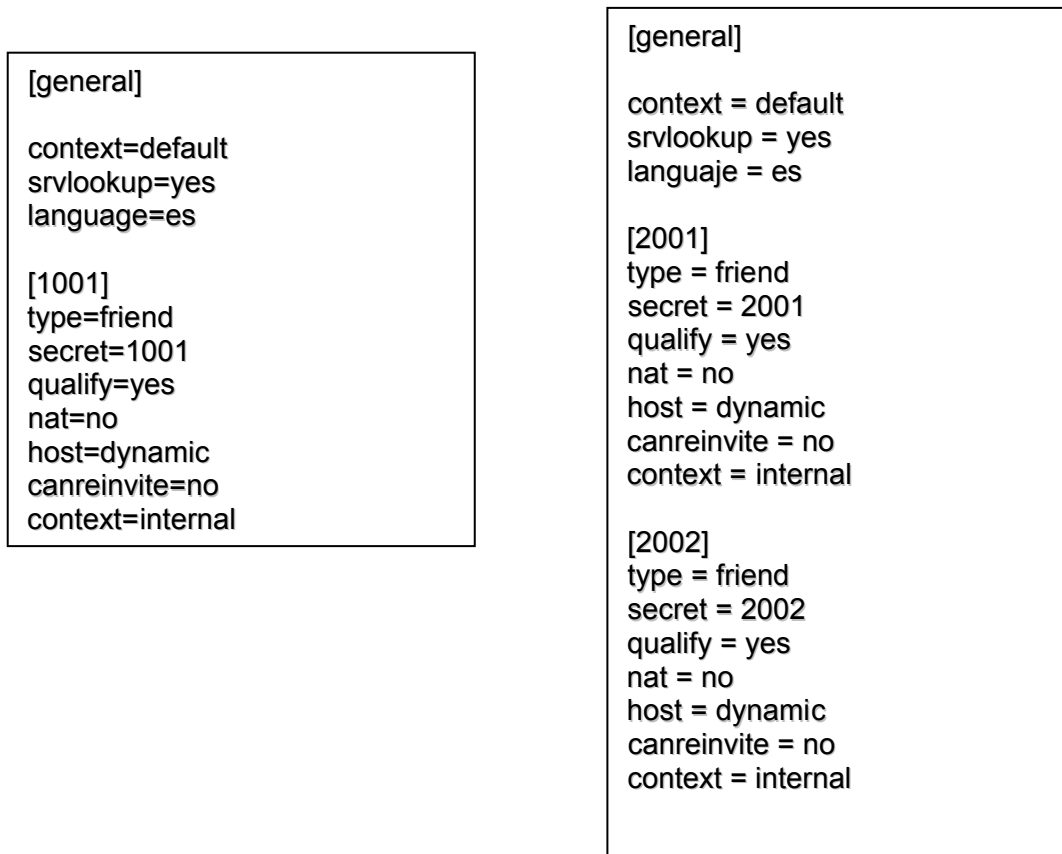 [general]
context=default
srvlookup=yes
language=es
[1001]
type=friend
secret=1001
qualify=yes
nat=no
host=dynamic
canreinvite=no
context=internal
[general]
context = default
srvlookup = yes
languaje = es
[2001]
type = friend
secret = 2001
qualify = yes
nat = no
host = dynamic
canreinvite = no
context = internal
[2002]
type = friend
secret = 2002
qualify = yes
nat = no
host = dynamic
canreinvite = no
context = internal